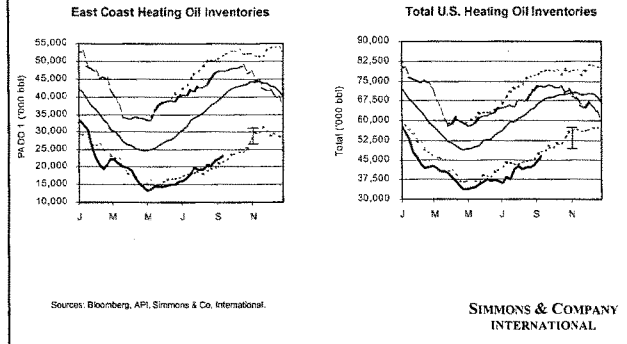 East Coast Heating Oil Inventories
PADD 1 ('000 bbl)
55,000
50,000
45,000
40,000
35,000
30,000
25,000
20,000
15,000
10,000
J M M J S N
Total U.S. Heating Oil Inventories
Total ('000 bbl)
90,000
82,500
75,000
67,500
60,000
52,500
45,000
37,500
30,000
J M M J S N
Sources: Bloomberg, API, Simmons & Co, International.
SIMMONS & COMPANY
INTERNATIONAL